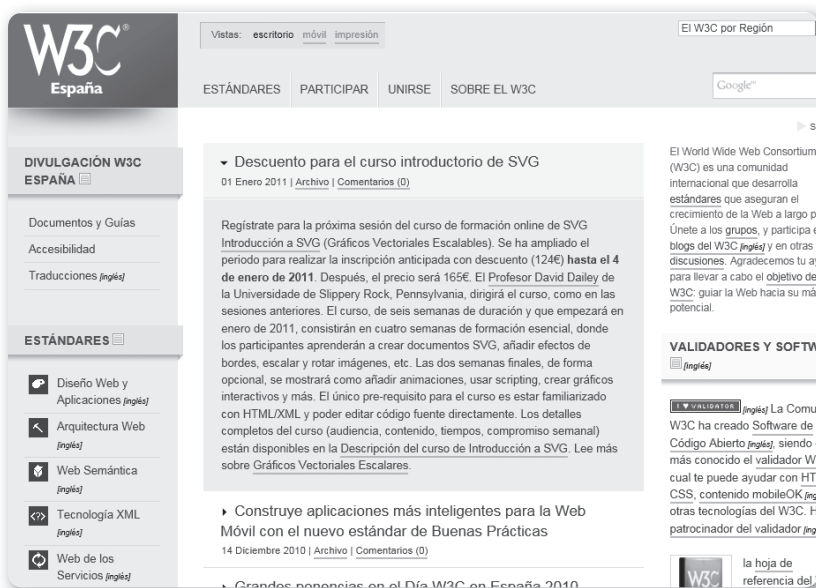 W3C®
España
Vistas: escritorio móvil impresión
El W3C por Región
ESTÁNDARES PARTICIPAR UNIRSE SOBRE EL W3C
Google™
DIVULGACIÓN W3C
ESPAÑA
Documentos y Guías
Accesibilidad
Traducciones [inglés]
ESTÁNDARES
Diseño Web y
Aplicaciones [inglés]
Arquitectura Web
[inglés]
Web Semántica
[inglés]
Tecnología XML
[inglés]
Web de los
Servicios [inglés]
Descuento para el curso introductorio de SVG
01 Enero 2011 | Archivo | Comentarios (0)
Regístrate para la próxima sesión del curso de formación online de SVG
Introducción a SVG (Gráficos Vectoriales Escalables). Se ha ampliado el
periodo para realizar la inscripción anticipada con descuento (124€) hasta el 4
de enero de 2011. Después, el precio será 165€. El Profesor David Dailey de
la Universidade de Slippery Rock, Pennsylvania, dirigirá el curso, como en las
sesiones anteriores. El curso, de seis semanas de duración y que empezará en
enero de 2011, consistirán en cuatro semanas de formación esencial, donde
los participantes aprenderán a crear documentos SVG, añadir efectos de
bordes, escalar y rotar imágenes, etc. Las dos semanas finales, de forma
opcional, se mostrará como añadir animaciones, usar scripting, crear gráficos
interactivos y más. El único pre-requisito para el curso es estar familiarizado
con HTML/XML y poder editar código fuente directamente. Los detalles
completos del curso (audiencia, contenido, tiempos, compromiso semanal)
están disponibles en la Descripción del curso de Introducción a SVG. Lee más
sobre Gráficos Vectoriales Escalares.
Construye aplicaciones más inteligentes para la Web
Móvil con el nuevo estándar de Buenas Prácticas
14 Diciembre 2010 | Archivo | Comentarios (0)
Grandes ponencias en el Día W3C en España 2010
El World Wide Web Consortium
(W3C) es una comunidad
internacional que desarrolla
estándares que aseguran el
crecimiento de la Web a largo p
Únete a los grupos, y participa e
blogs del W3C [inglés] y en otras
discusiones. Agradecemos tu ay
para llevar a cabo el objetivo de
W3C: guiar la Web hacia su má
potencial.
VALIDADORES Y SOFTW
[inglés]
I ♥ VALIDATOR [inglés] La Comu
W3C ha creado Software de
Código Abierto [inglés], siendo
más conocido el validador W
cual te puede ayudar con HT
CSS, contenido mobileOK [ing
otras tecnologías del W3C. H
patrocinador del validador [ing
W3C
la hoja de
referencia del